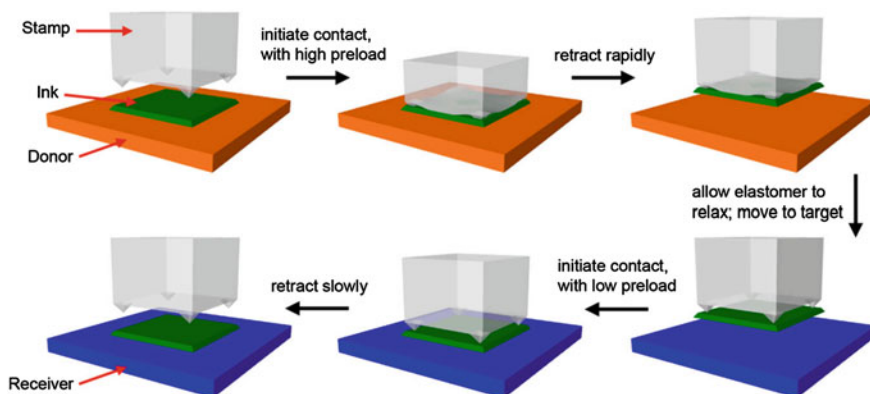 Stamp
Ink
Donor
initiate contact,
with high preload
retract rapidly
allow elastomer to
relax; move to target
initiate contact,
with low preload
retract slowly
Receiver